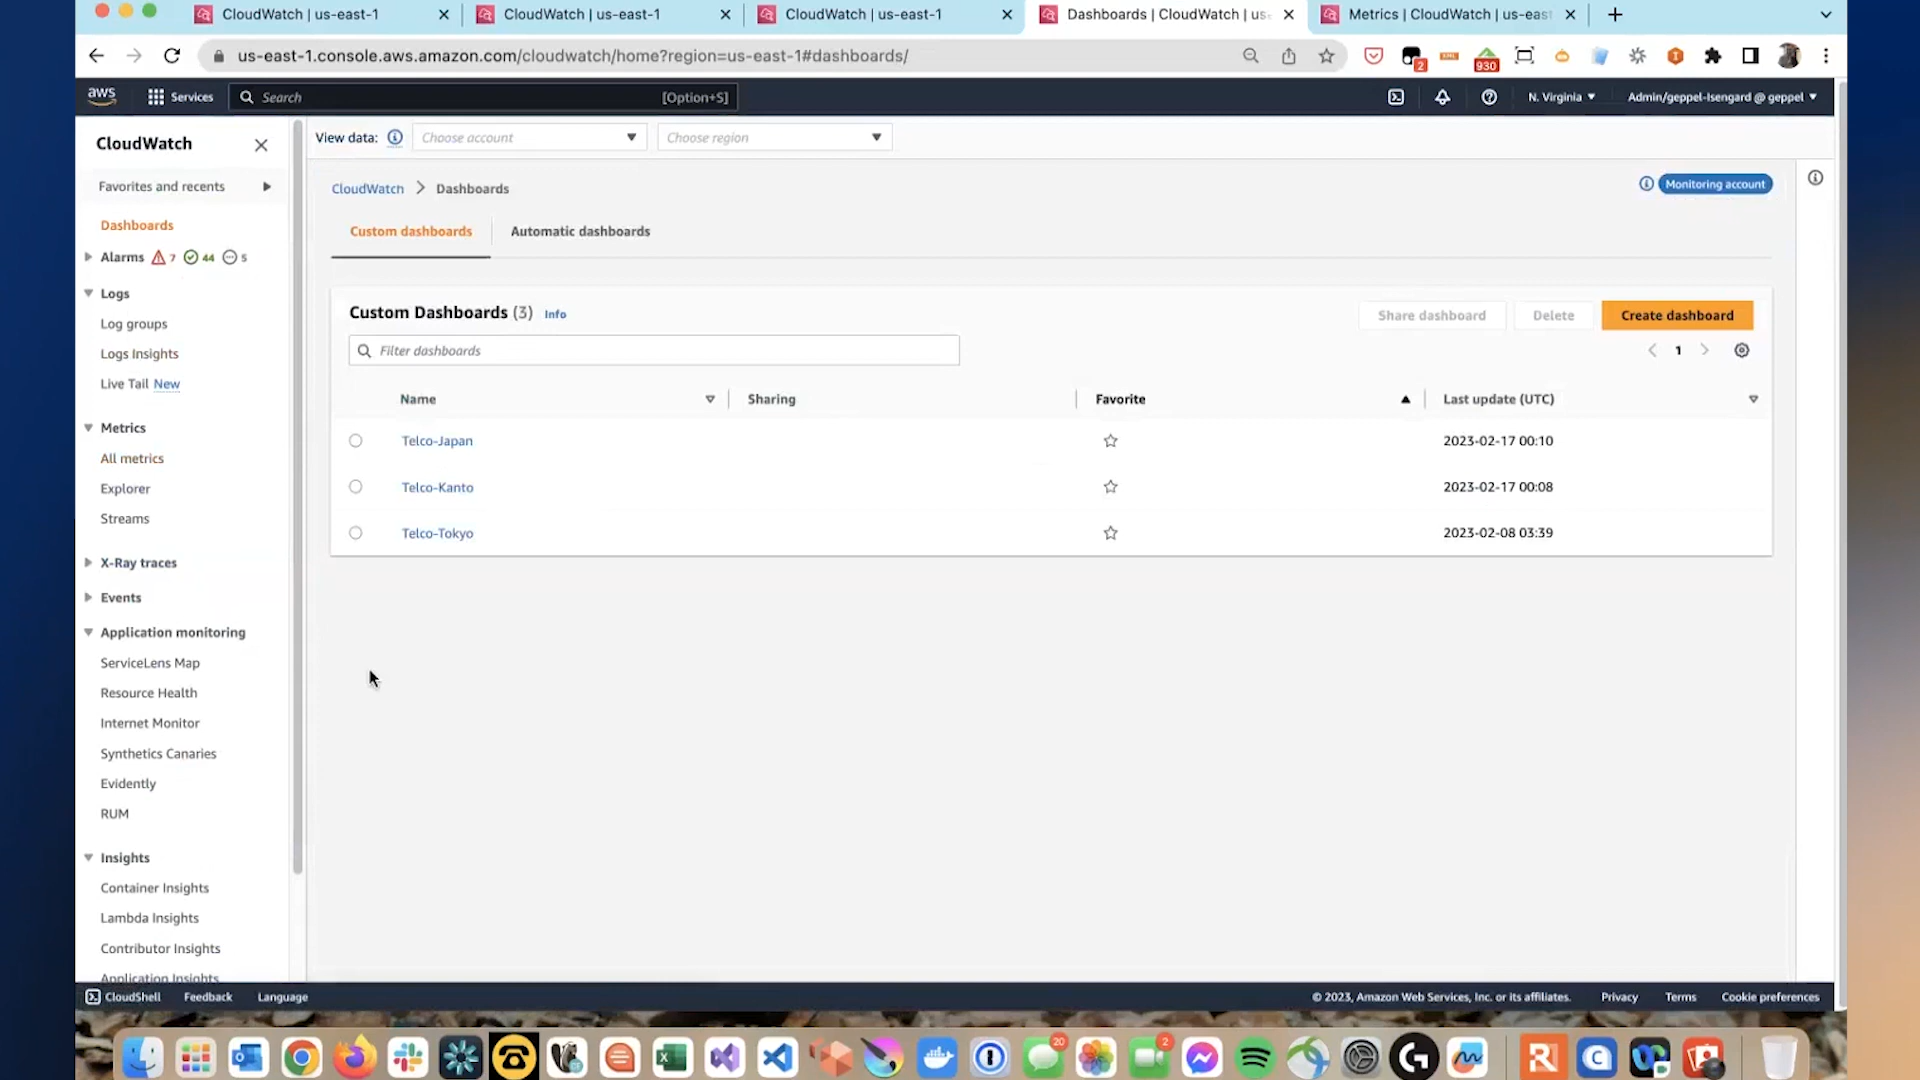 CloudWatch | us-east-1
CloudWatch | us-east-1
CloudWatch | us-east-1
Dashboards | CloudWatch | us-
Metrics | CloudWatch | us-east
us-east-1.console.aws.amazon.com/cloudwatch/home?region=us-east-1#dashboards/
2
930
aws
Services
Search
[Option+S]
N. Virginia
Admin/geppel-Isengard @ geppel
CloudWatch
View data:
Choose account
Choose region
Favorites and recents
CloudWatch
Dashboards
Monitoring account
Dashboards
Custom dashboards
Automatic dashboards
Alarms 7 44 5
Logs
Log groups
Logs Insights
Live Tail New
Custom Dashboards (3) Info
Share dashboard
Delete
Create dashboard
Filter dashboards
1
Name
Sharing
Favorite
Last update (UTC)
Telco-Japan
2023-02-17 00:10
Telco-Kanto
2023-02-17 00:08
Telco-Tokyo
2023-02-08 03:39
Metrics
All metrics
Explorer
Streams
X-Ray traces
Events
Application monitoring
ServiceLens Map
Resource Health
Internet Monitor
Synthetics Canaries
Evidently
RUM
Insights
Container Insights
Lambda Insights
Contributor Insights
Application Insights
CloudShell
Feedback
Language
© 2023, Amazon Web Services, Inc. or its affiliates.
Privacy
Terms
Cookie preferences
20
2